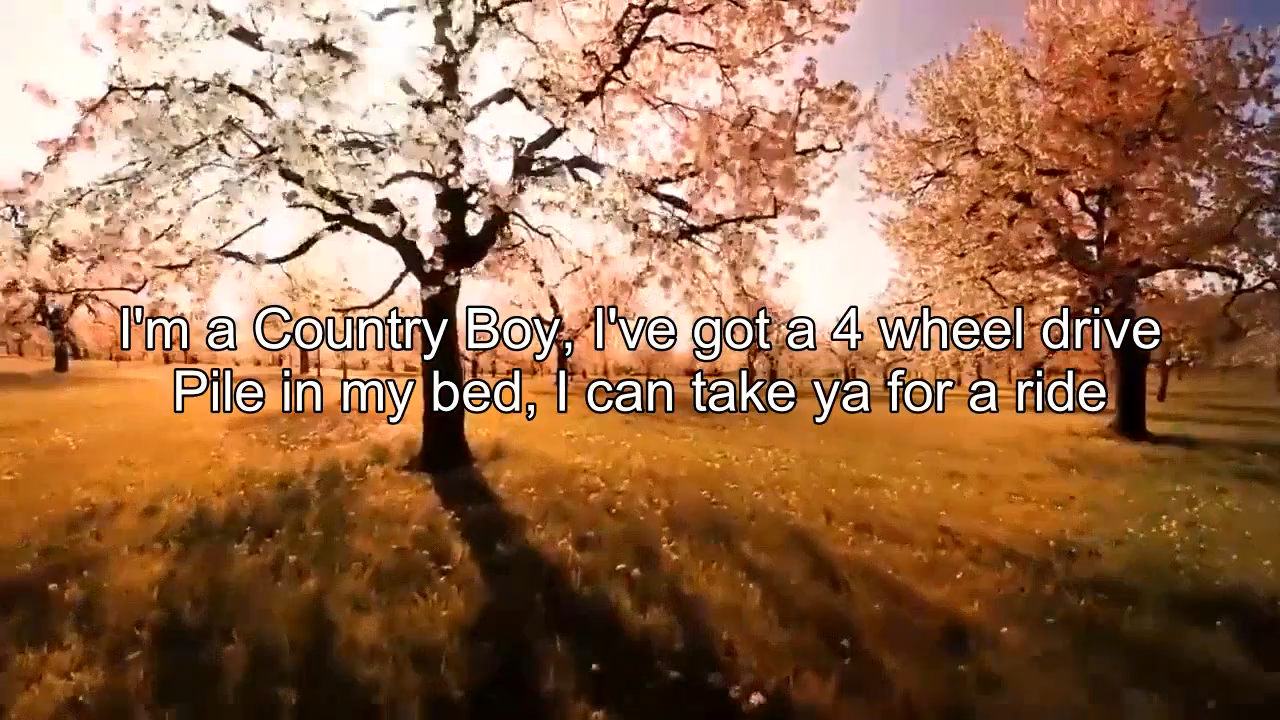 I'm a Country Boy, I've got a 4 wheel drive
Pile in my bed, I can take ya for a ride